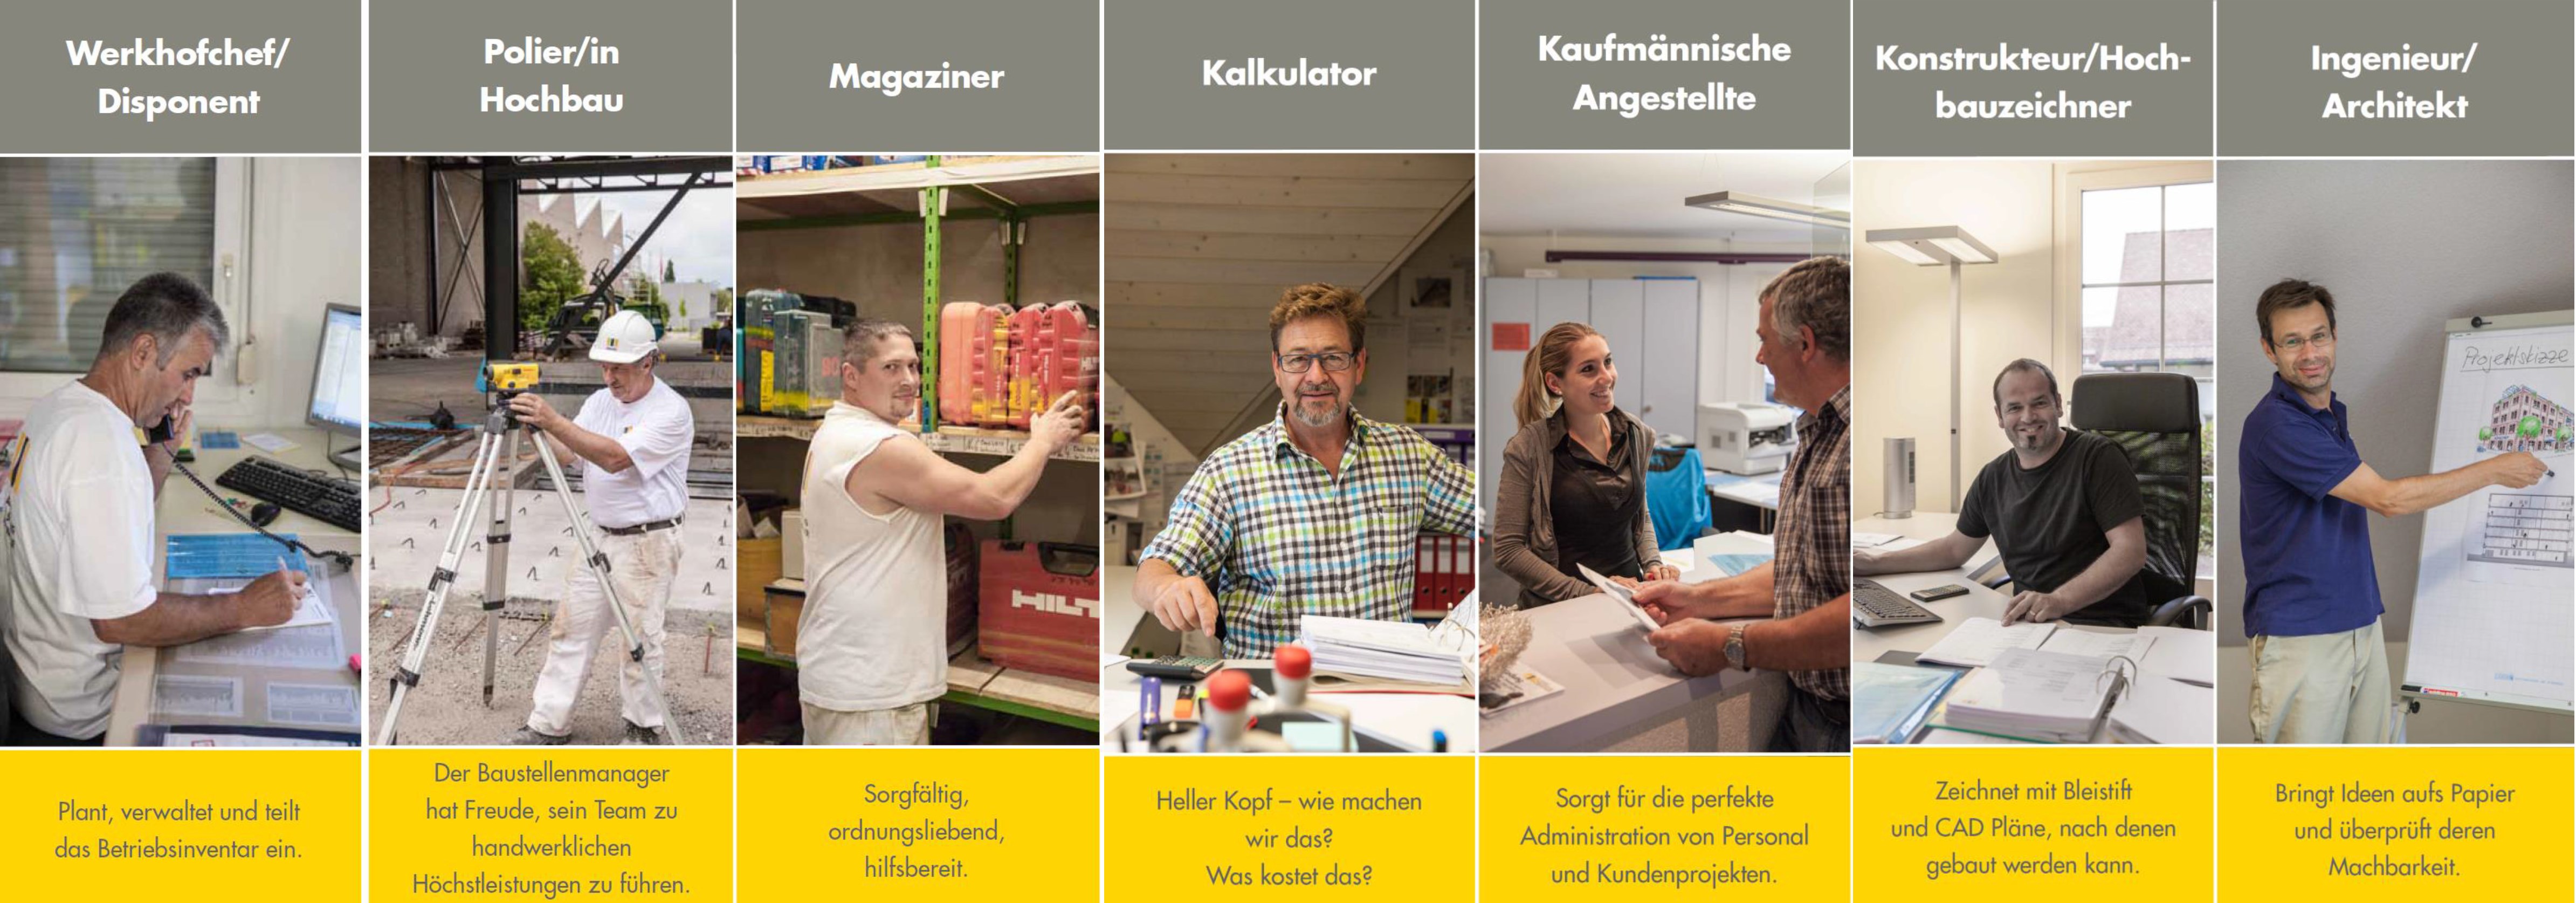 Werkhofchef/
Disponent
Polier/in
Hochbau
Magaziner
Kalkulator
Kaufmännische
Angestellte
Konstrukteur/Hoch-
bauzeichner
Ingenieur/
Architekt
HILT
Projektskizze
Plant, verwaltet und teilt
das Betriebsinventar ein.
Der Baustellenmanager
hat Freude, sein Team zu
handwerklichen
Höchstleistungen zu führen.
Sorgfältig,
ordnungsliebend,
hilfsbereit.
Heller Kopf – wie machen
wir das?
Was kostet das?
Sorgt für die perfekte
Administration von Personal
und Kundenprojekten.
Zeichnet mit Bleistift
und CAD Pläne, nach denen
gebaut werden kann.
Bringt Ideen aufs Papier
und überprüft deren
Machbarkeit.